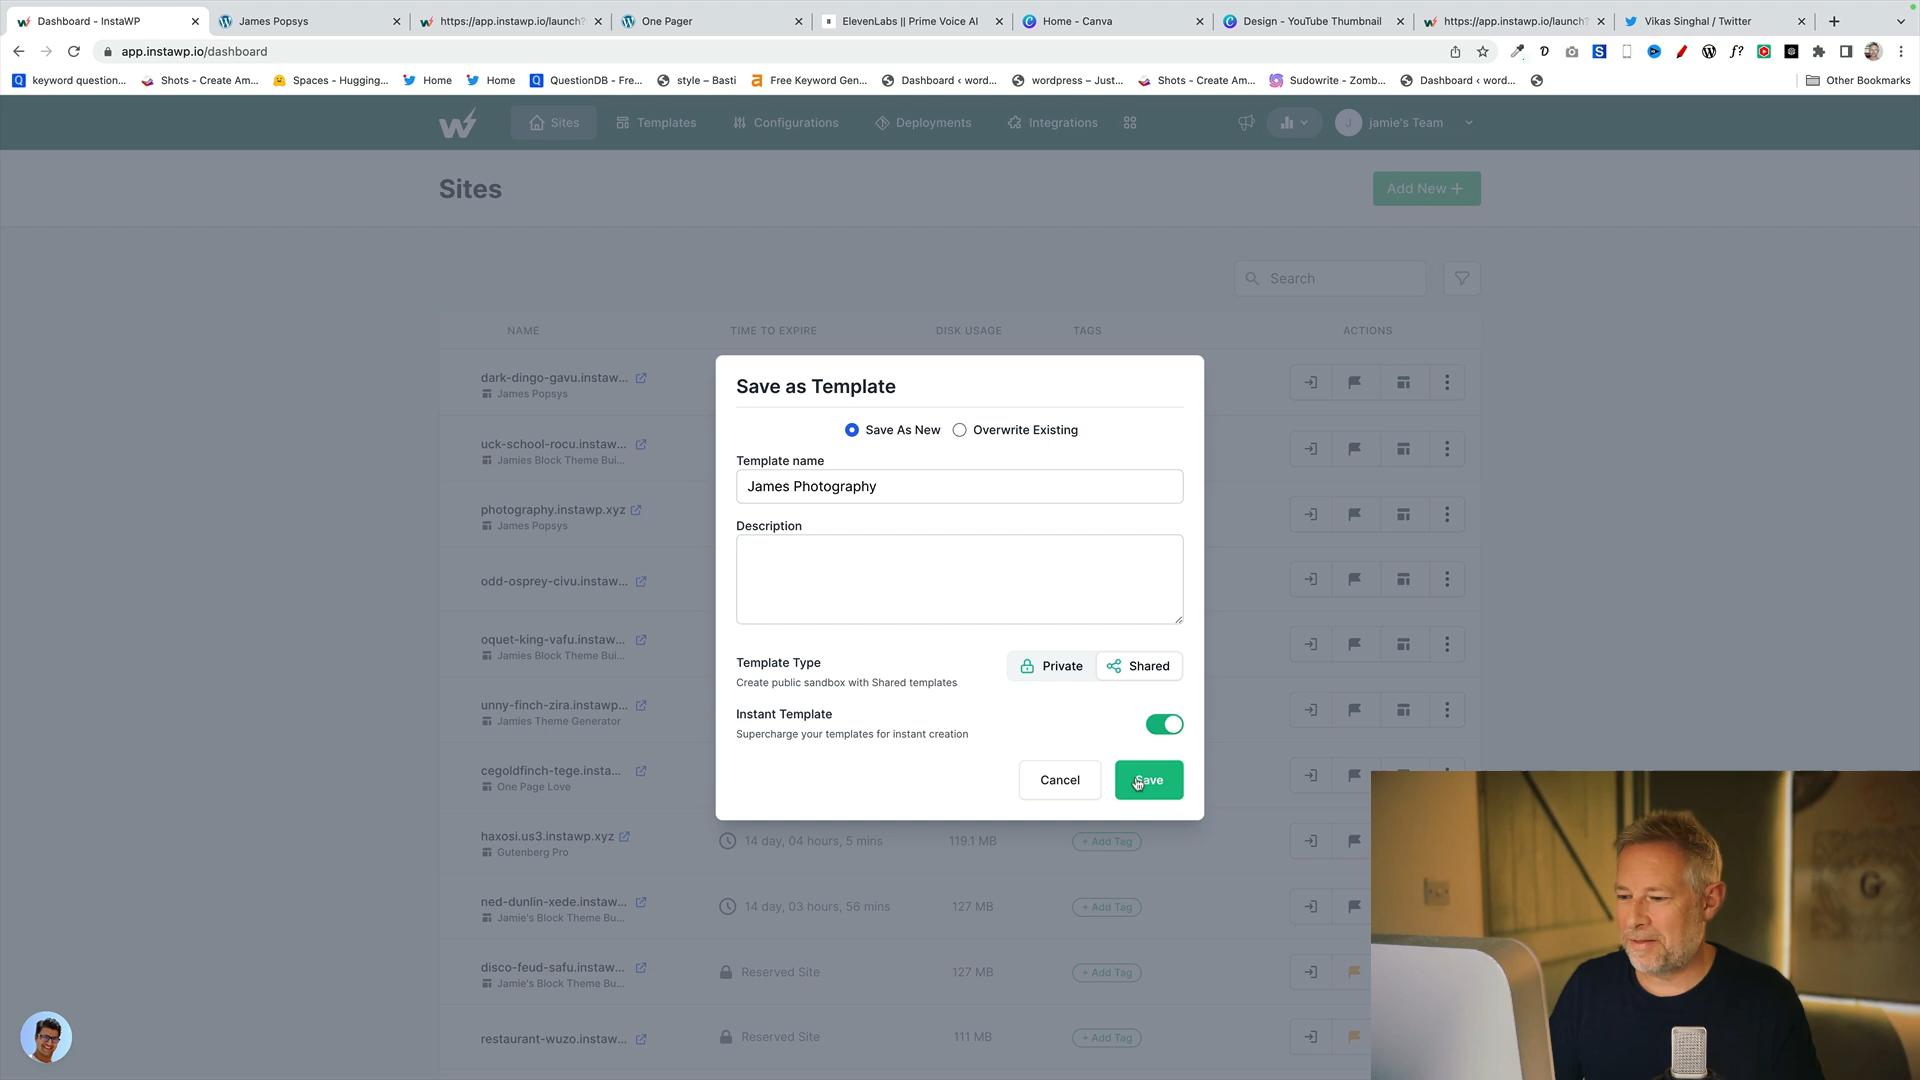 Dashboard - InstaWP
James Popsys
https://app.instawp.io/launch?
One Pager
ElevenLabs || Prime Voice AI
Home - Canva
Design - YouTube Thumbnail
https://app.instawp.io/launch?
Vikas Singhal / Twitter
app.instawp.io/dashboard
keyword question...
Shots - Create Am...
Spaces - Hugging...
Home
Home
QuestionDB - Fre...
style – Basti
Free Keyword Gen...
Dashboard ‹ word...
wordpress – Just...
Shots - Create Am...
Sudowrite - Zomb...
Dashboard ‹ word...
Other Bookmarks
Sites
Templates
Configurations
Deployments
Integrations
J
jamie's Team
Sites
Add New +
Search
NAME
TIME TO EXPIRE
DISK USAGE
TAGS
ACTIONS
dark-dingo-gavu.instaw...
James Popsys
uck-school-rocu.instaw...
Jamies Block Theme Bui...
photography.instawp.xyz
James Popsys
odd-osprey-civu.instaw...
oquet-king-vafu.instaw...
Jamies Block Theme Bui...
unny-finch-zira.instawp...
Jamies Theme Generator
cegoldfinch-tege.insta...
One Page Love
haxosi.us3.instawp.xyz
Gutenberg Pro
14 day, 04 hours, 5 mins
119.1 MB
+ Add Tag
ned-dunlin-xede.instaw...
Jamie's Block Theme Bu...
14 day, 03 hours, 56 mins
127 MB
+ Add Tag
disco-feud-safu.instaw...
Jamie's Block Theme Bu...
Reserved Site
127 MB
+ Add Tag
restaurant-wuzo.instaw...
Reserved Site
111 MB
+ Add Tag
Save as Template
Save As New
Overwrite Existing
Template name
James Photography
Description
Template Type
Create public sandbox with Shared templates
Private
Shared
Instant Template
Supercharge your templates for instant creation
Cancel
Save